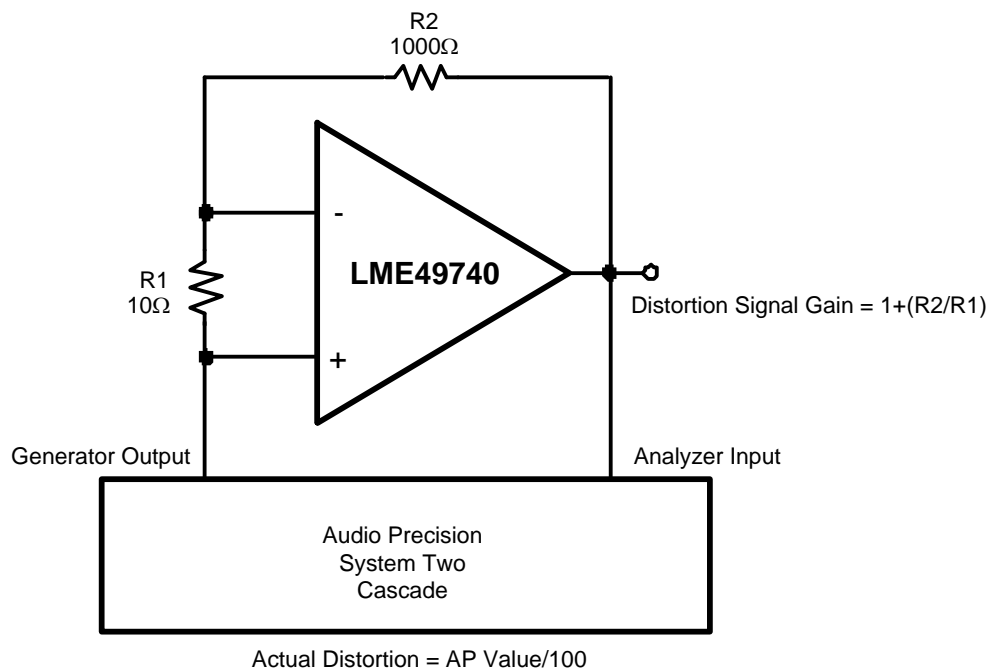 R2
1000Ω
-
LME49740
R1
10Ω
Distortion Signal Gain = 1+(R2/R1)
+
Generator Output
Analyzer Input
Audio Precision
System Two
Cascade
Actual Distortion = AP Value/100